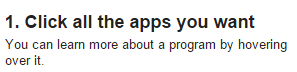 1. Click all the apps you want
You can learn more about a program by hovering
over it.